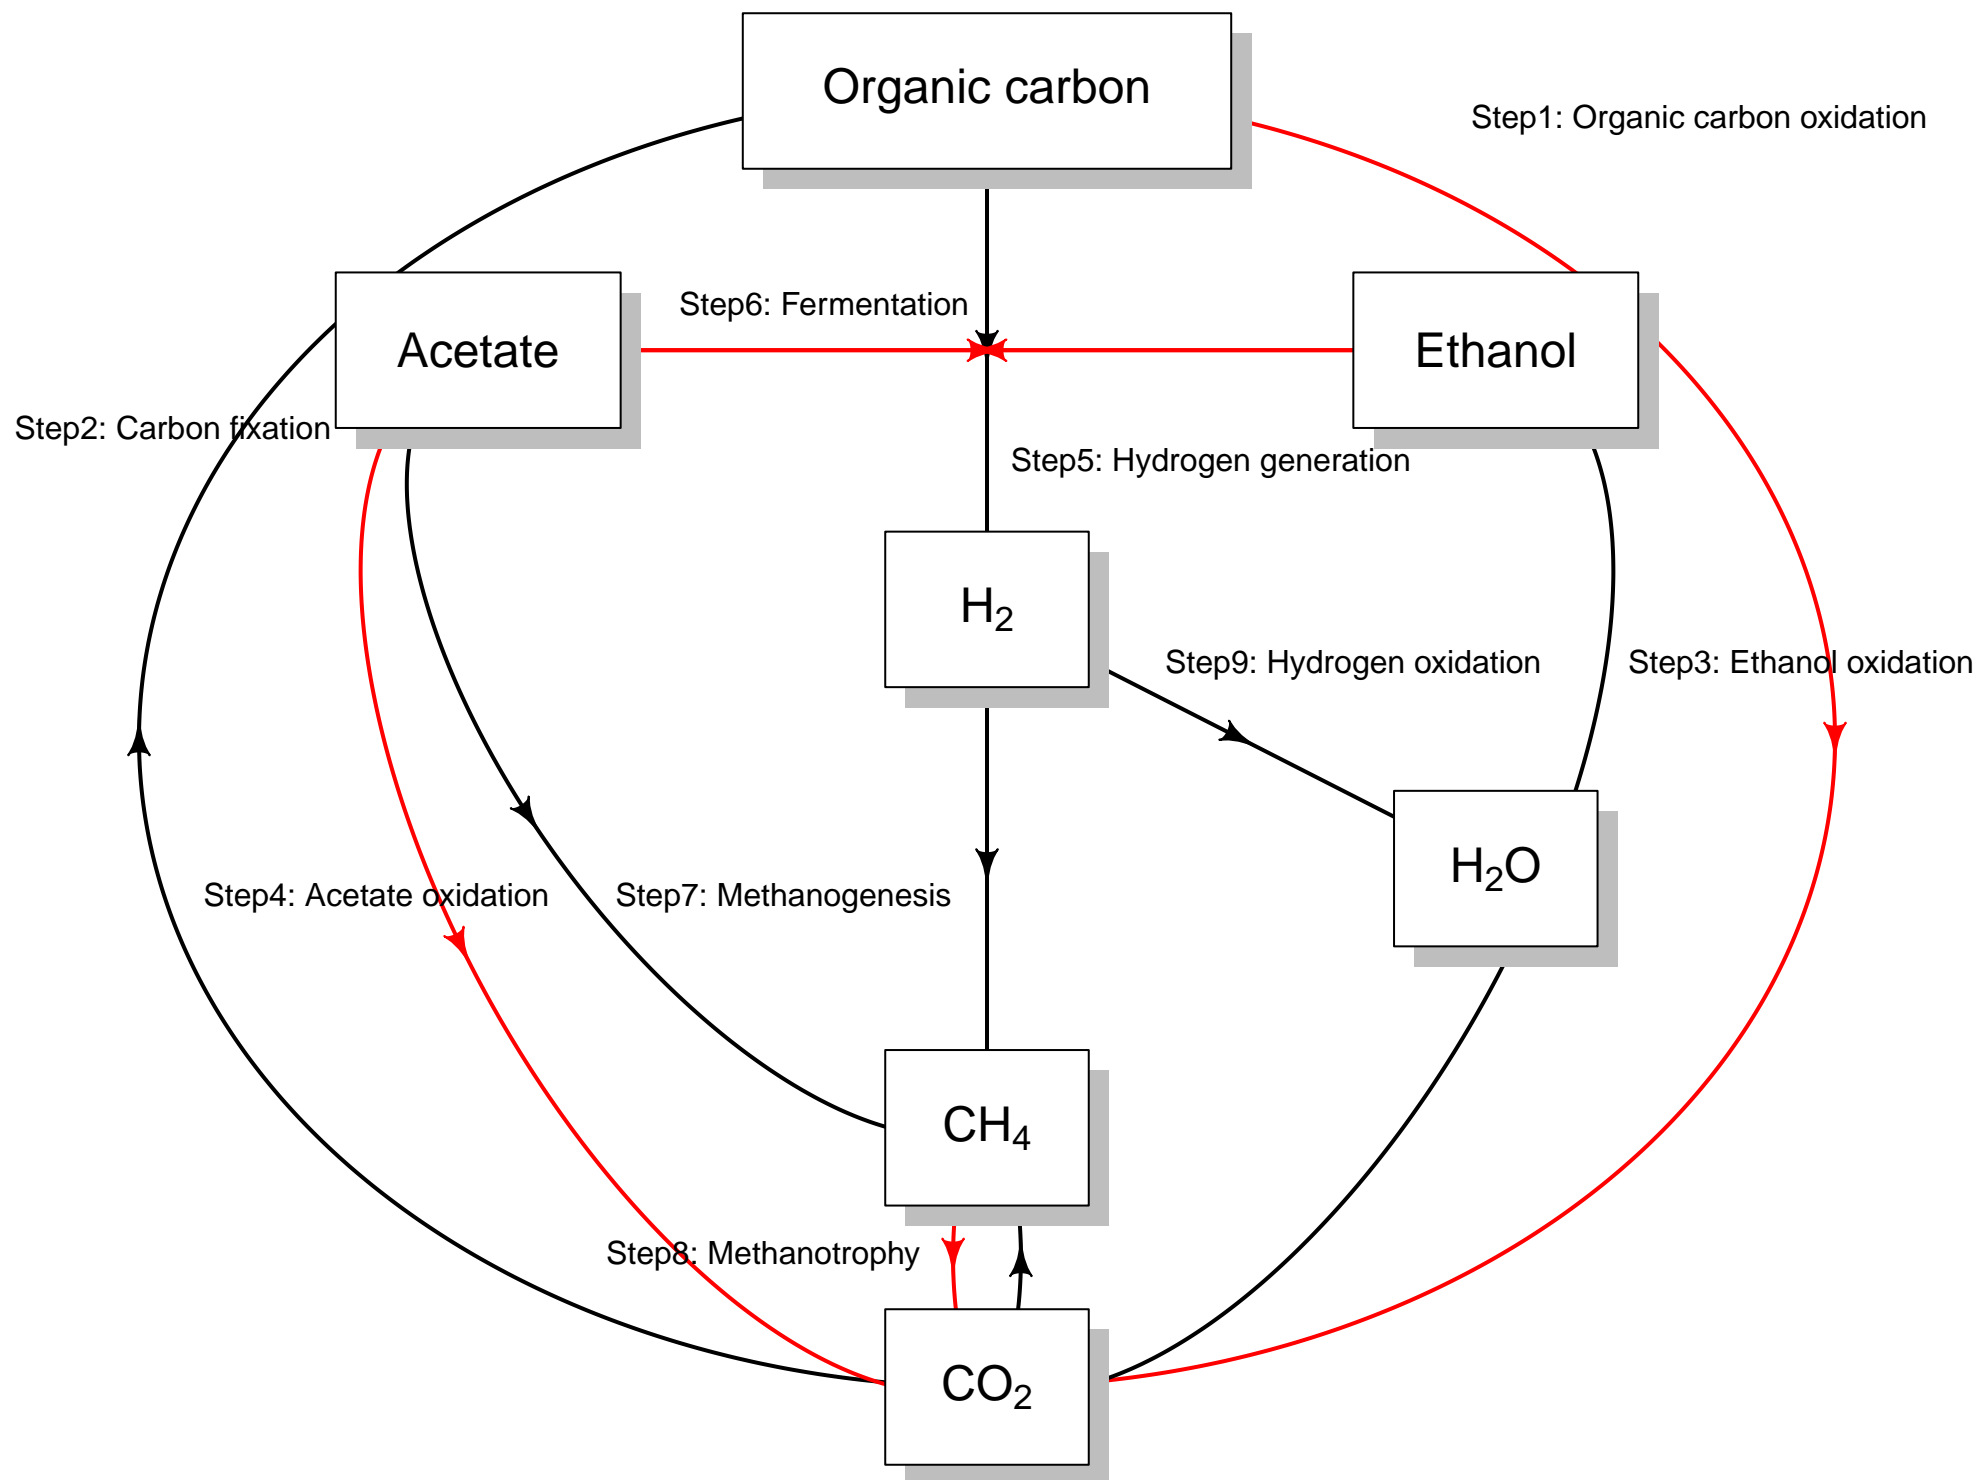 Organic carbon
Step1: Organic carbon oxidation
Step6: Fermentation
Acetate
Ethanol
Step2: Carbon fixation
Step5: Hydrogen generation
H₂
Step9: Hydrogen oxidation
Step3: Ethanol oxidation
H₂O
Step4: Acetate oxidation
Step7: Methanogenesis
CH₄
Step8: Methanotrophy
CO₂